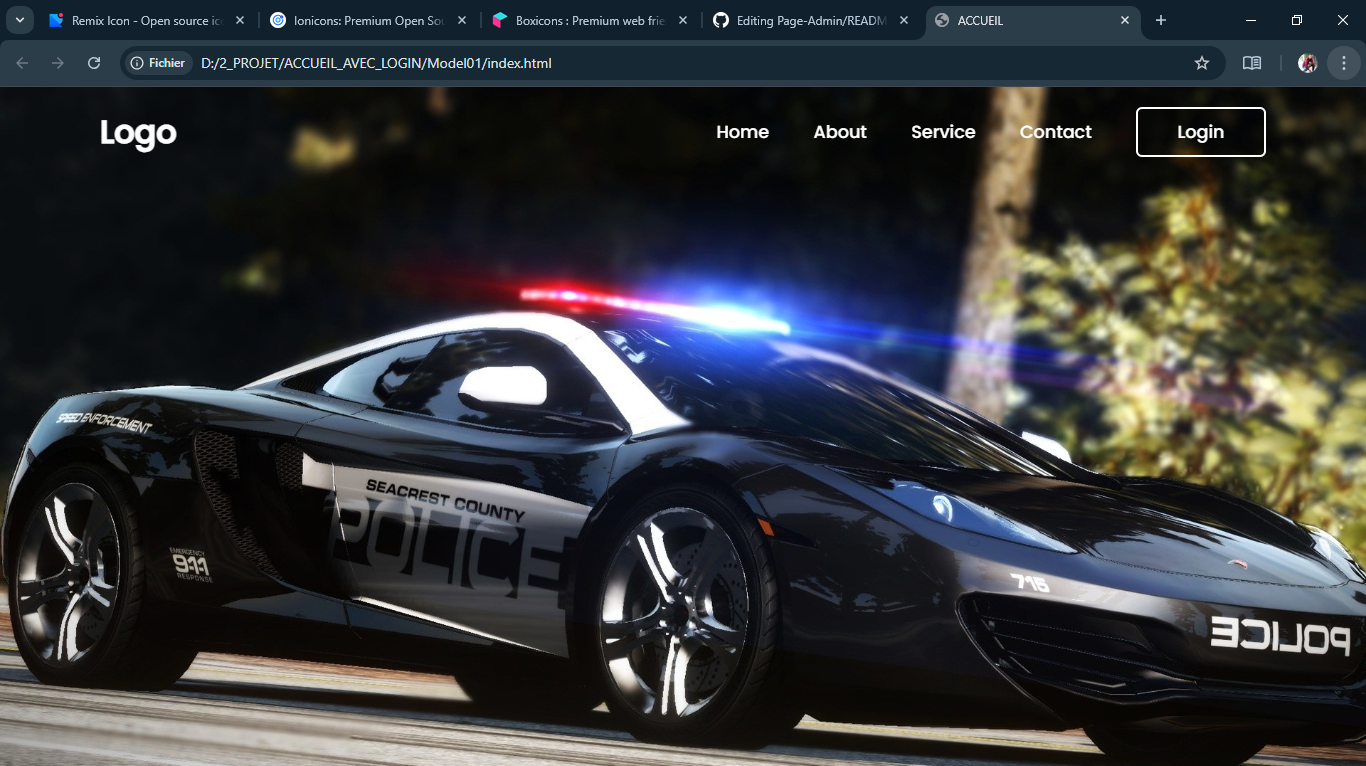 Remix Icon - Open source ic
Ionicons: Premium Open Sou
Boxicons : Premium web frie
Editing Page-Admin/READM
ACCUEIL
Fichier
D:/2_PROJET/ACCUEIL_AVEC_LOGIN/Model01/index.html
Logo
Home
About
Service
Contact
Login
SPEED ENFORCEMENT
SEACREST COUNTY
POLICE
EMERGENCY
911
RESPONSE
715
POLICE